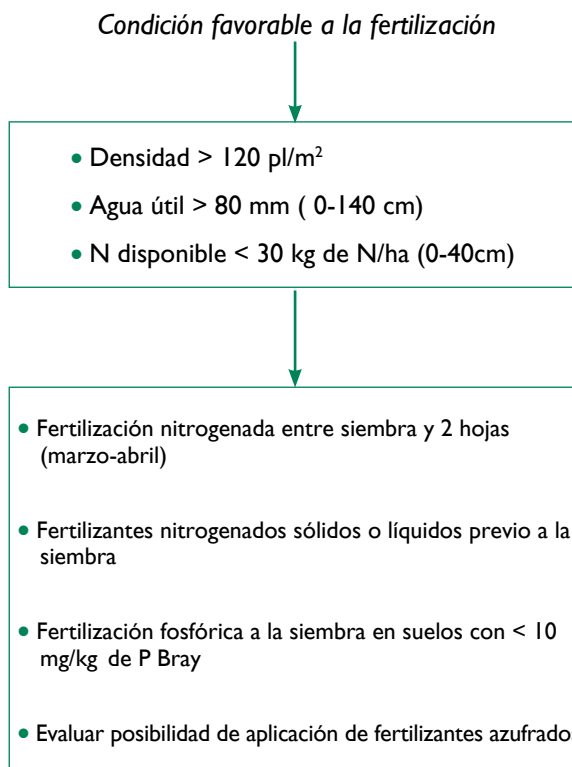 Condición favorable a la fertilización
• Densidad > 120 pl/m²
• Agua útil > 80 mm ( 0-140 cm)
• N disponible < 30 kg de N/ha (0-40cm)
• Fertilización nitrogenada entre siembra y 2 hojas
(marzo-abril)
• Fertilizantes nitrogenados sólidos o líquidos previo a la
siembra
• Fertilización fosfórica a la siembra en suelos con < 10
mg/kg de P Bray
• Evaluar posibilidad de aplicación de fertilizantes azufrado